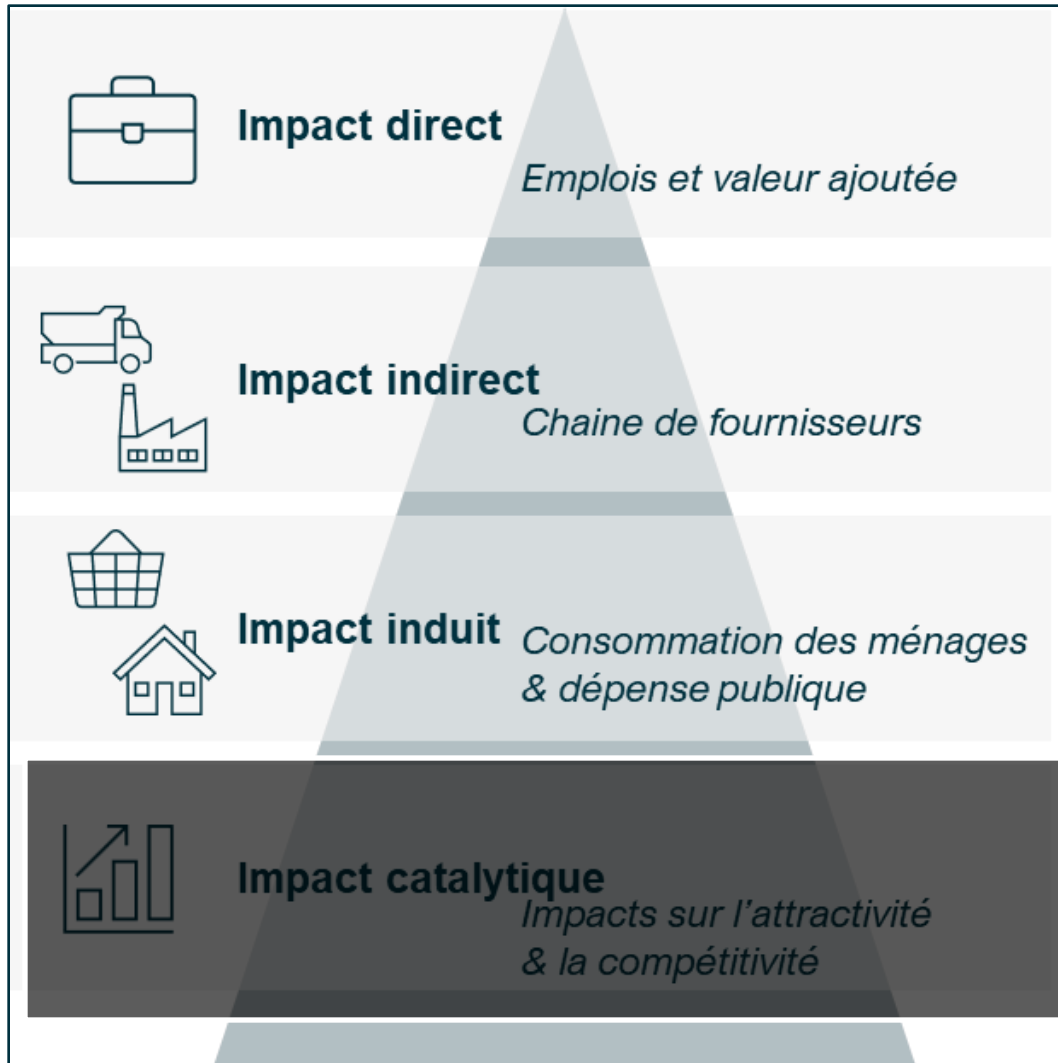 Impact direct
Emplois et valeur ajoutée
Impact indirect
Chaine de fournisseurs
Impact induit
Consommation des ménages
& dépense publique
Impact catalytique
Impacts sur l'attractivité
& la compétitivité